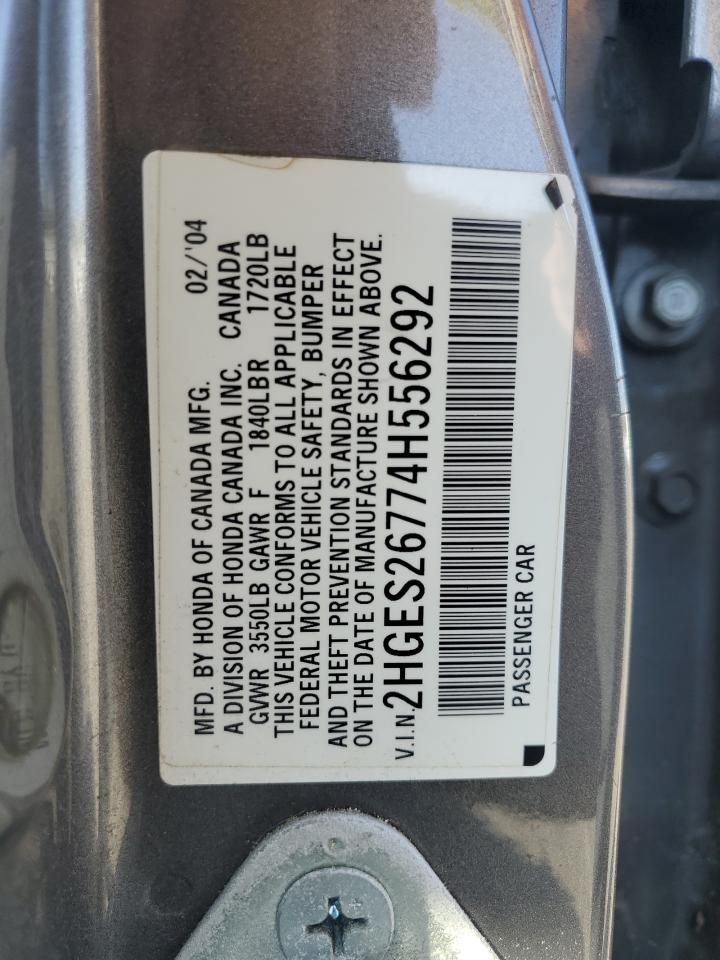 MFD. BY HONDA OF CANADA MFG. 02/'04
A DIVISION OF HONDA CANADA INC. CANADA
GVWR 3550LB GAWR F 1840LBR 1720LB
THIS VEHICLE CONFORMS TO ALL APPLICABLE
FEDERAL MOTOR VEHICLE SAFETY, BUMPER
AND THEFT PREVENTION STANDARDS IN EFFECT
ON THE DATE OF MANUFACTURE SHOWN ABOVE.
V.I.N. 2HGES26774H556292
PASSENGER CAR